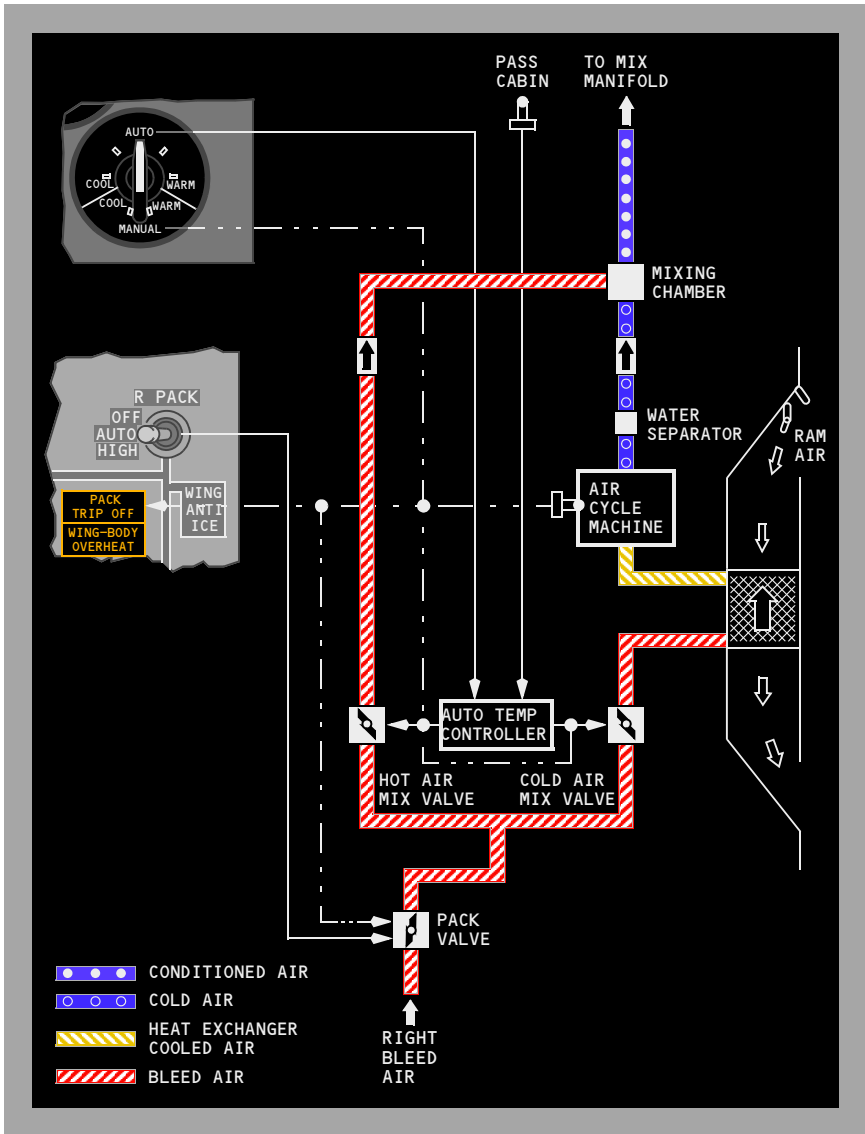 PASS
CABIN
TO MIX
MANIFOLD
AUTO
COOL
WARM
COOL
WARM
MANUAL
MIXING
CHAMBER
R PACK
OFF
AUTO
HIGH
WATER
SEPARATOR
RAM
AIR
PACK
TRIP OFF
WING-BODY
OVERHEAT
WING
ANTI
ICE
AIR
CYCLE
MACHINE
AUTO TEMP
CONTROLLER
HOT AIR
MIX VALVE
COLD AIR
MIX VALVE
PACK
VALVE
CONDITIONED AIR
COLD AIR
HEAT EXCHANGER
COOLED AIR
BLEED AIR
RIGHT
BLEED
AIR